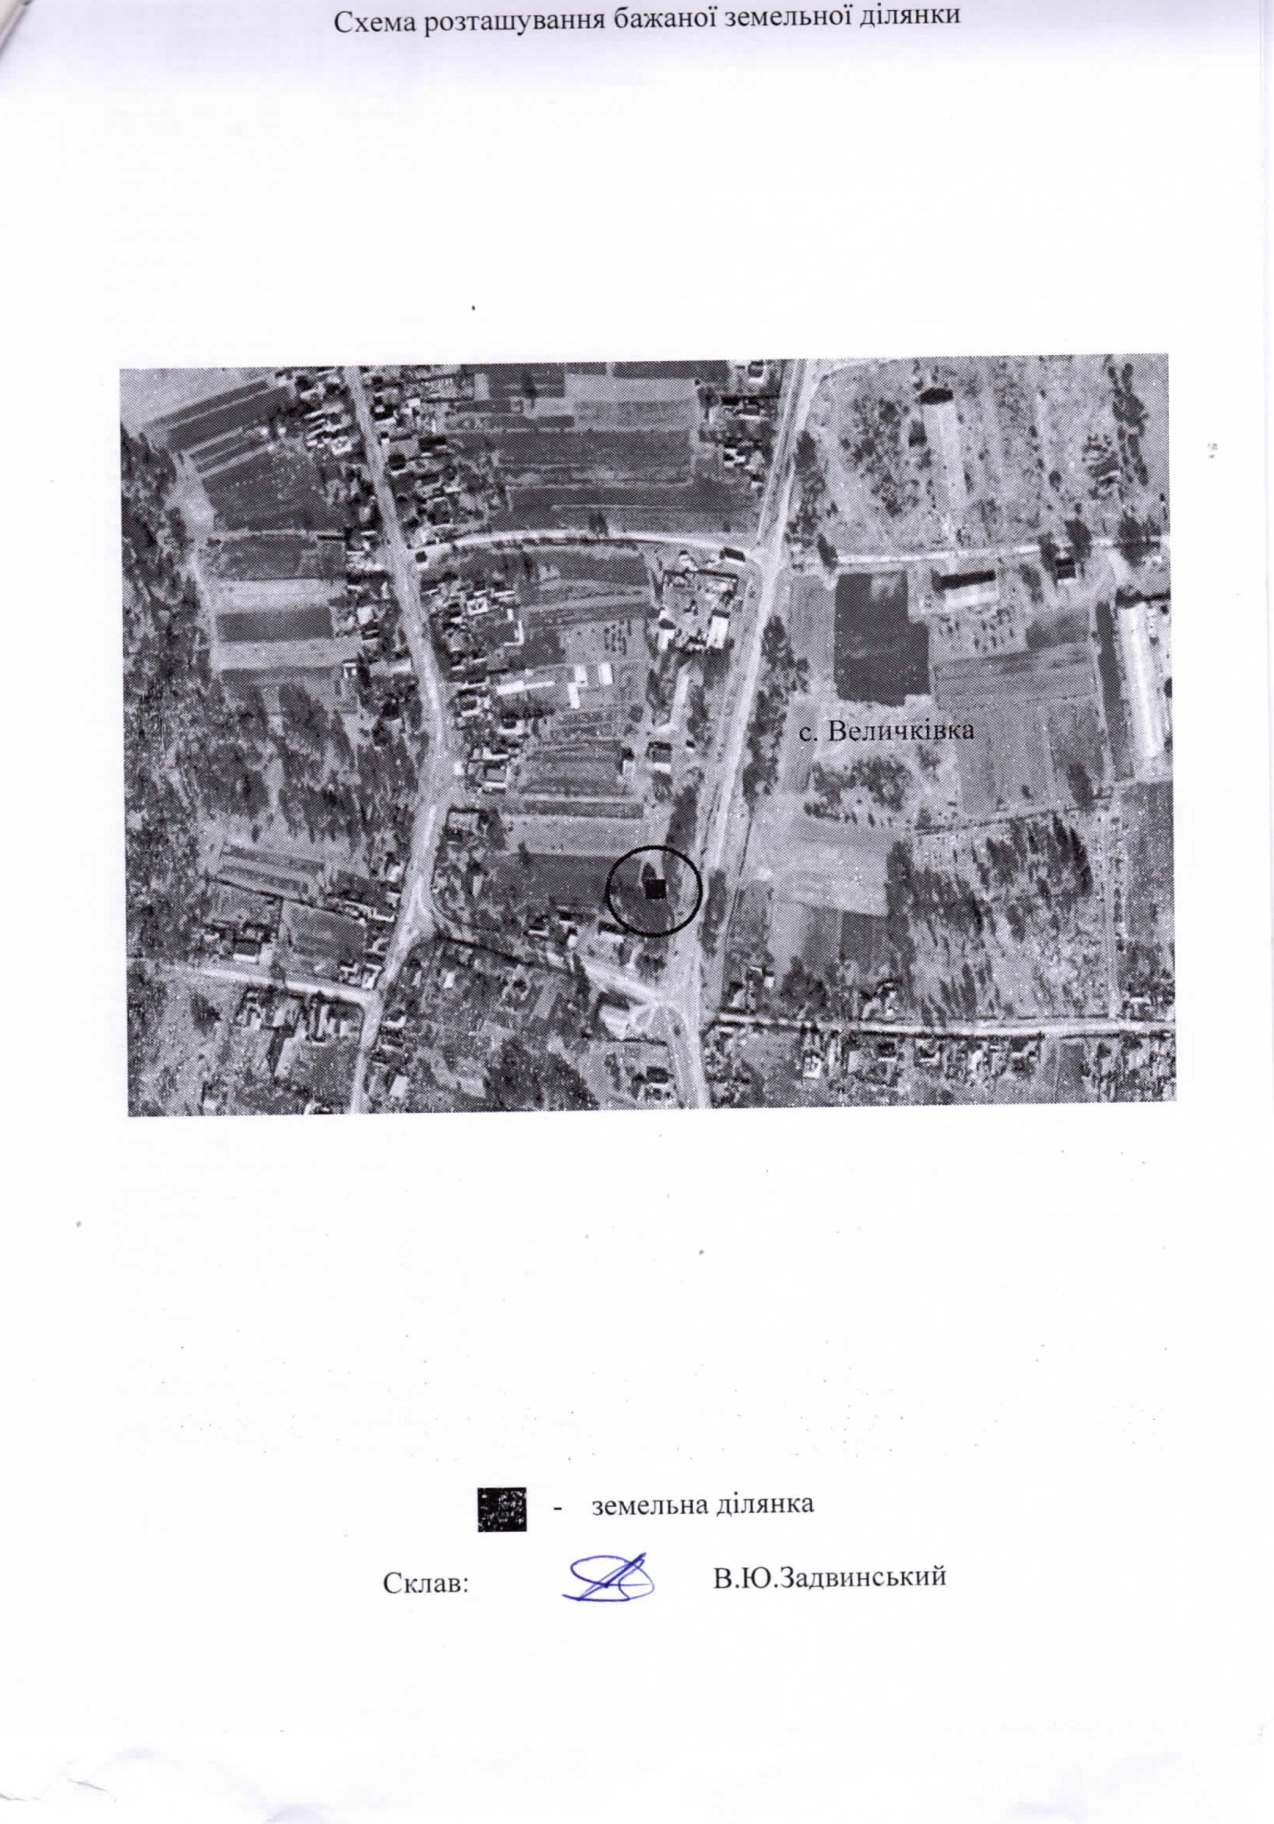 Схема розташування бажаної земельної ділянки
с. Величківка
- земельна ділянка
Склав: В.Ю.Задвинський